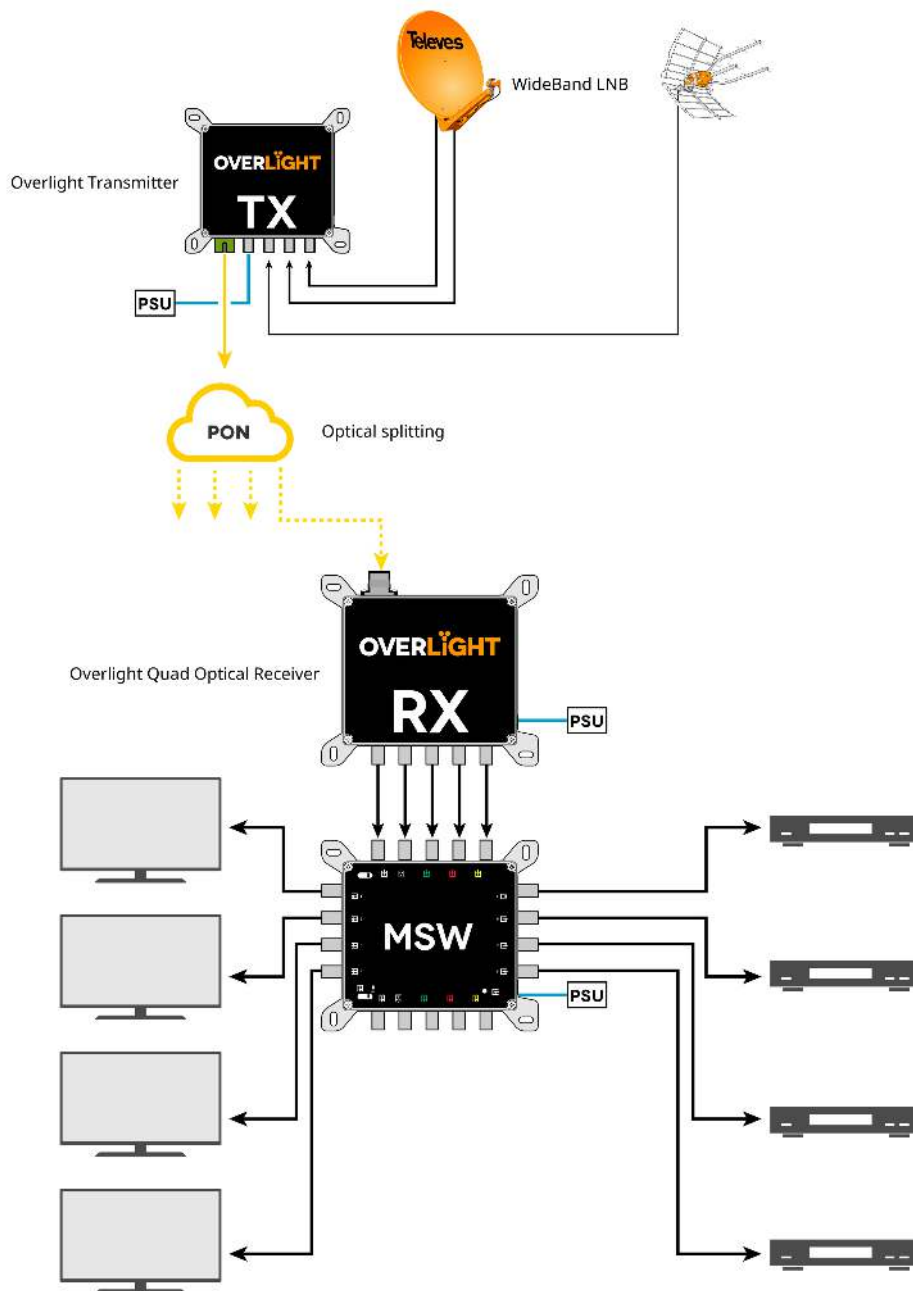 Televes
WideBand LNB
OVERLIGHT
Overlight Transmitter
TX
PSU
PON
Optical splitting
OVERLIGHT
Overlight Quad Optical Receiver
RX
PSU
MSW
PSU